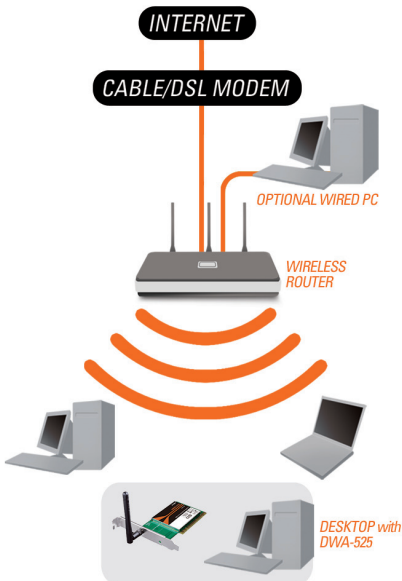 INTERNET
CABLE/DSL MODEM
OPTIONAL WIRED PC
WIRELESS
ROUTER
DESKTOP with
DWA-525